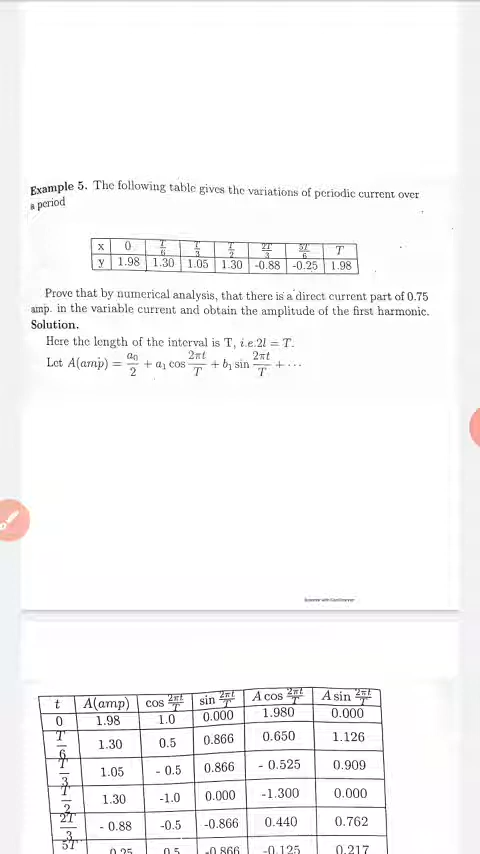 Example 5. The following table gives the variations of periodic current over
a period
x 0 T/6 T/3 T/2 2T/3 5T/6 T
y 1.98 1.30 1.05 1.30 -0.88 -0.25 1.98
Prove that by numerical analysis, that there is a direct current part of 0.75
amp. in the variable current and obtain the amplitude of the first harmonic.
Solution.
Here the length of the interval is T, i.e.2l = T.
Let A(amp) = a₀/2 + a₁ cos 2πt/T + b₁ sin 2πt/T + ···
Scanned with CamScanner
t A(amp) cos 2πt/T sin 2πt/T A cos 2πt/T A sin 2πt/T
0 1.98 1.0 0.000 1.980 0.000
T/6 1.30 0.5 0.866 0.650 1.126
T/3 1.05 - 0.5 0.866 - 0.525 0.909
T/2 1.30 -1.0 0.000 -1.300 0.000
2T/3 - 0.88 -0.5 -0.866 0.440 0.762
5T 0.25 0.5 -0.866 -0.125 0.217